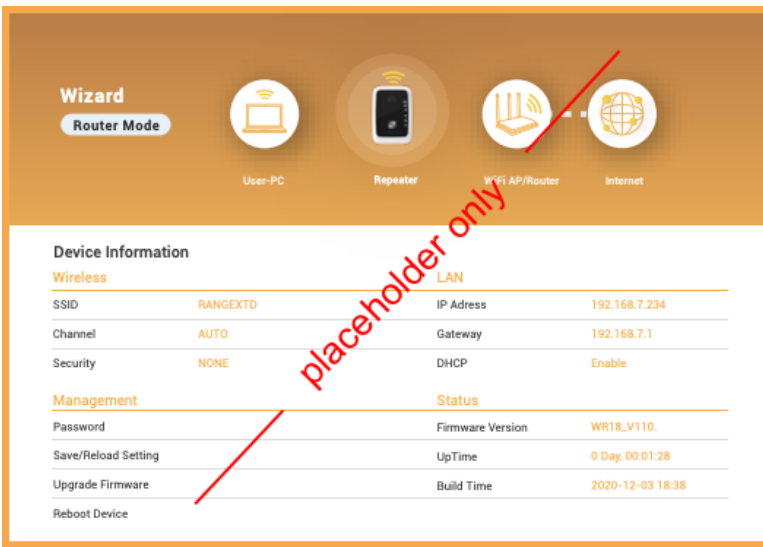 Wizard
Router Mode
User-PC Repeater WiFi AP/Router Internet
placeholder only
Device Information
Wireless LAN
SSID RANGEXTD IP Adress 192.168.7.234
Channel AUTO Gateway 192.168.7.1
Security NONE DHCP Enable
Management Status
Password Firmware Version WR18_V110.
Save/Reload Setting UpTime 0 Day, 00:01:28
Upgrade Firmware Build Time 2020-12-03 18:38
Reboot Device